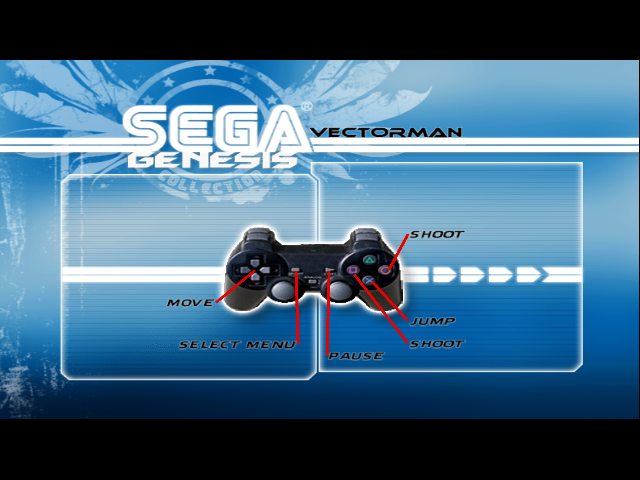 SEGA®
GENESIS
COLLECTION
VECTORMAN
SHOOT
MOVE
JUMP
SELECT MENU
SHOOT
PAUSE